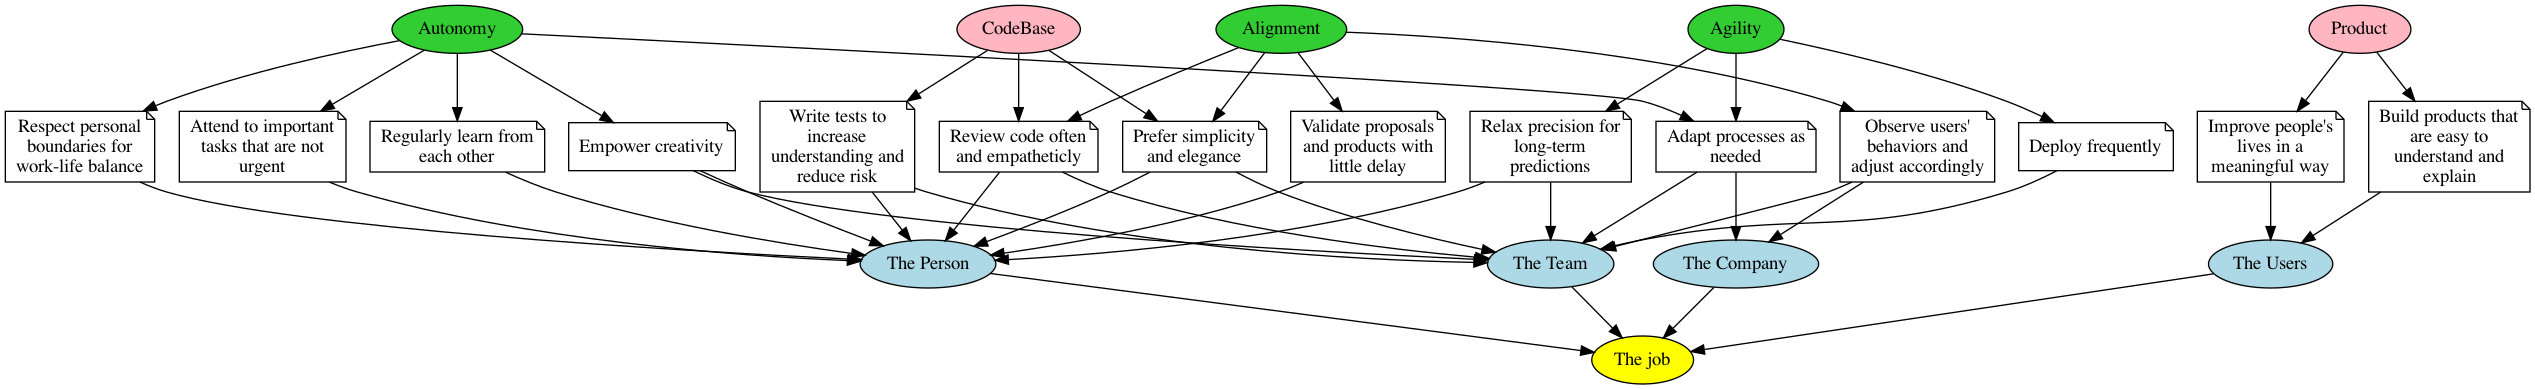 Autonomy
CodeBase
Alignment
Agility
Product
Respect personal
boundaries for
work-life balance
Attend to important
tasks that are not
urgent
Regularly learn from
each other
Empower creativity
Write tests to
increase
understanding and
reduce risk
Review code often
and empatheticly
Prefer simplicity
and elegance
Validate proposals
and products with
little delay
Relax precision for
long-term
predictions
Adapt processes as
needed
Observe users'
behaviors and
adjust accordingly
Deploy frequently
Improve people's
lives in a
meaningful way
Build products that
are easy to
understand and
explain
The Person
The Team
The Company
The Users
The job